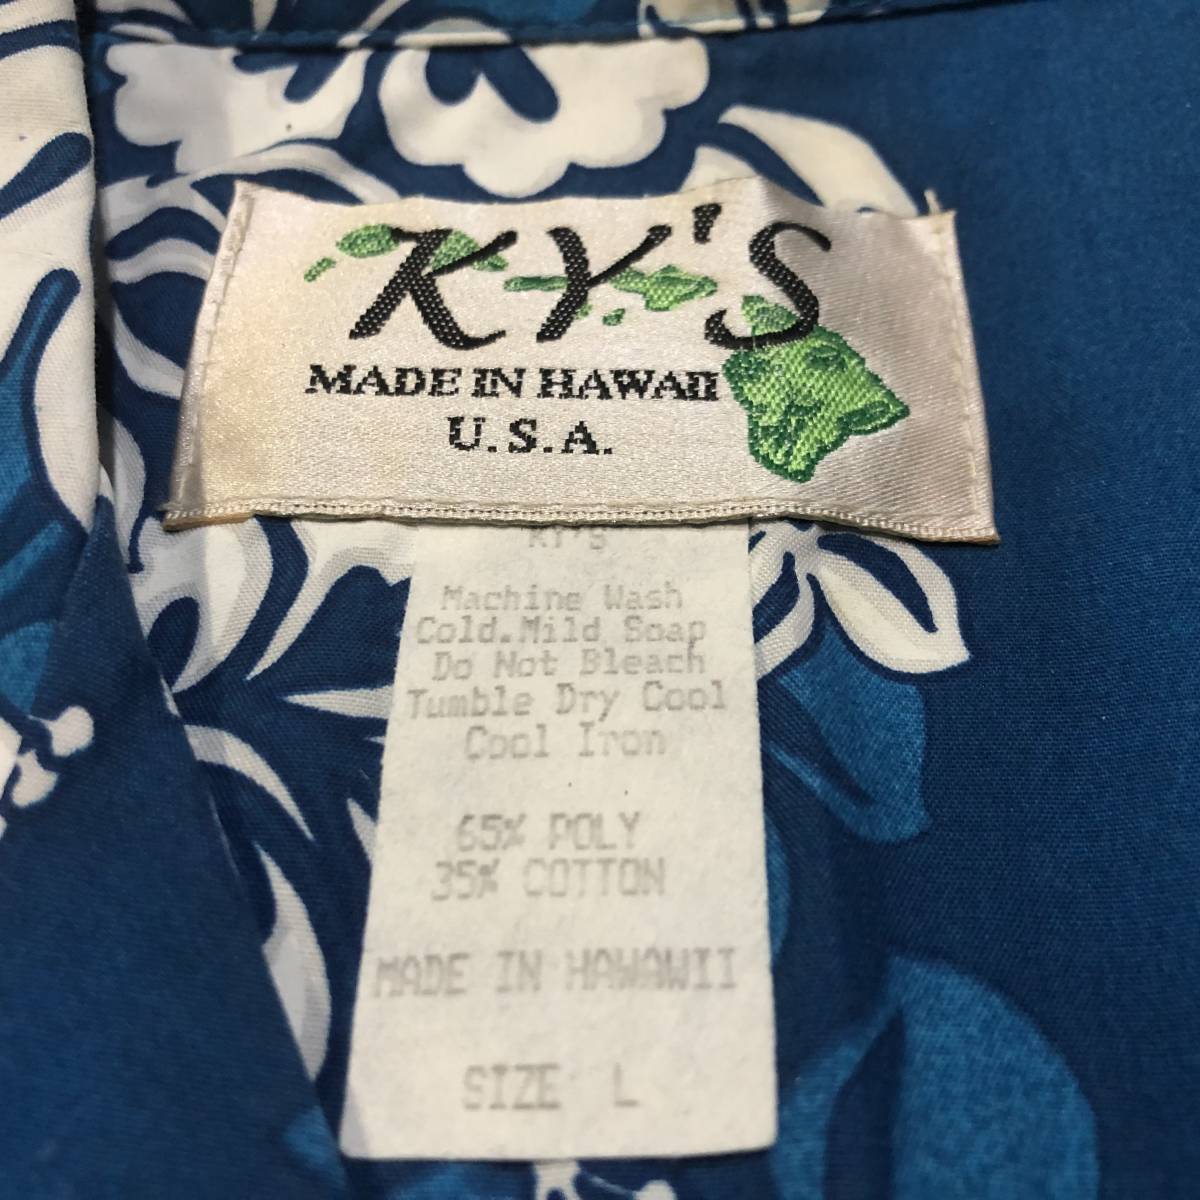 KY'S
MADE IN HAWAII
U.S.A.
KY'S
Machine Wash
Cold.Mild Soap
Do Not Bleach
Tumble Dry Cool
Cool Iron
65% POLY
35% COTTON
MADE IN HAWAWII
SIZE L